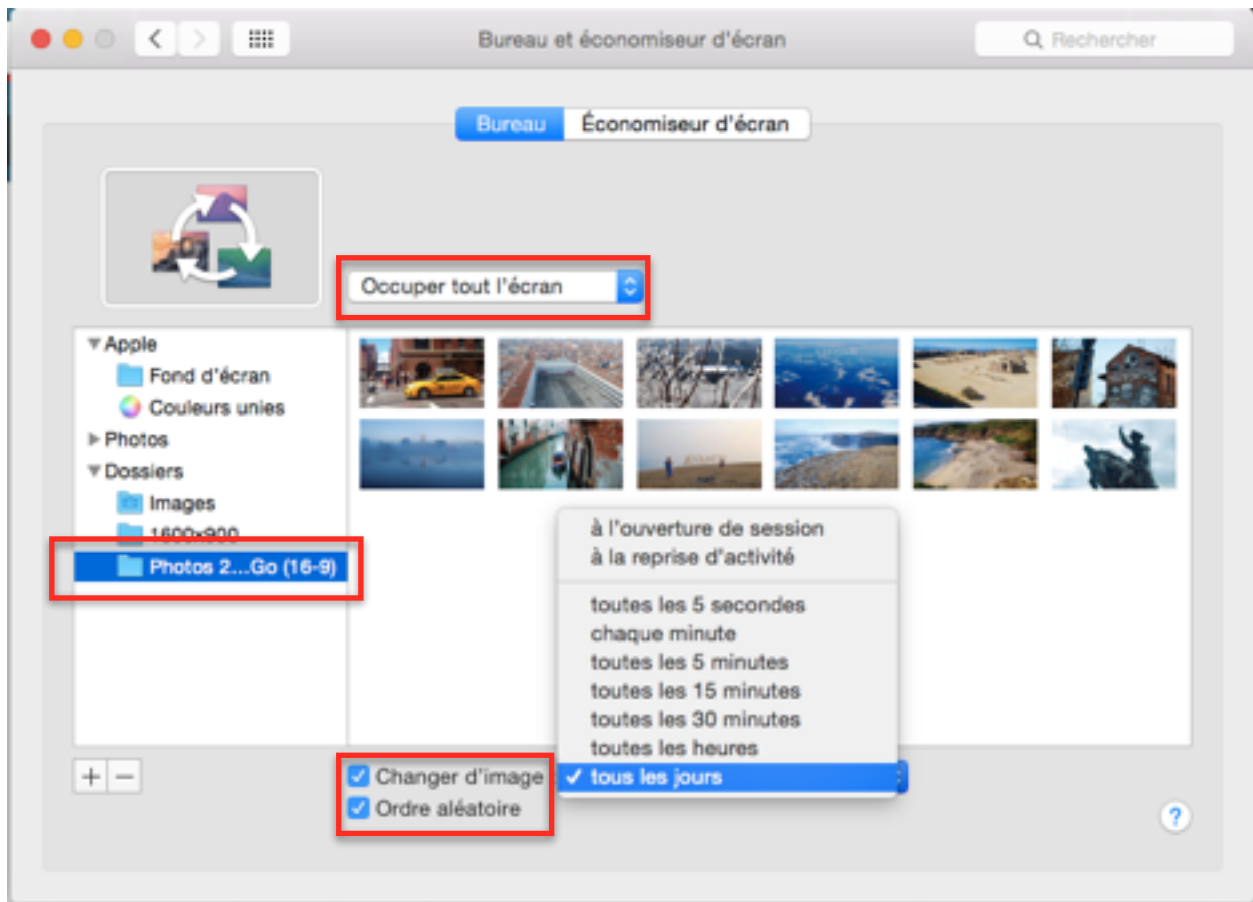 Bureau et économiseur d'écran
Rechercher
Bureau
Économiseur d'écran
Occuper tout l'écran
Apple
Fond d'écran
Couleurs unies
Photos
Dossiers
Images
1600x900
Photos 2...Go (16-9)
à l'ouverture de session
à la reprise d'activité
toutes les 5 secondes
chaque minute
toutes les 5 minutes
toutes les 15 minutes
toutes les 30 minutes
toutes les heures
✓ tous les jours
+ −
Changer d'image :
Ordre aléatoire
?